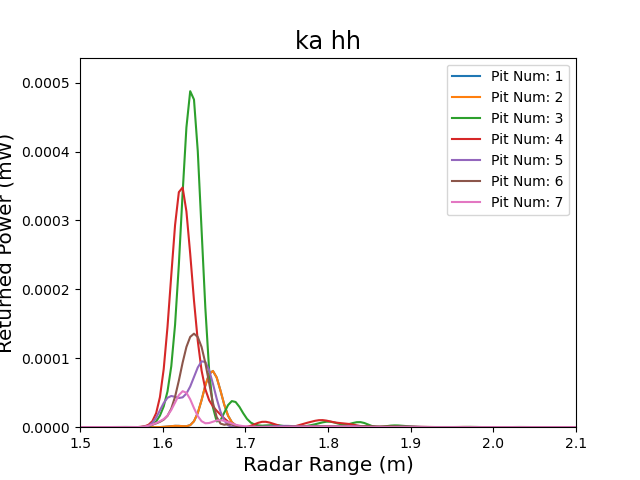 ka hh
Returned Power (mW)
0.0005
0.0004
0.0003
0.0002
0.0001
0.0000
1.5 1.6 1.7 1.8 1.9 2.0 2.1
Radar Range (m)
Pit Num: 1
Pit Num: 2
Pit Num: 3
Pit Num: 4
Pit Num: 5
Pit Num: 6
Pit Num: 7